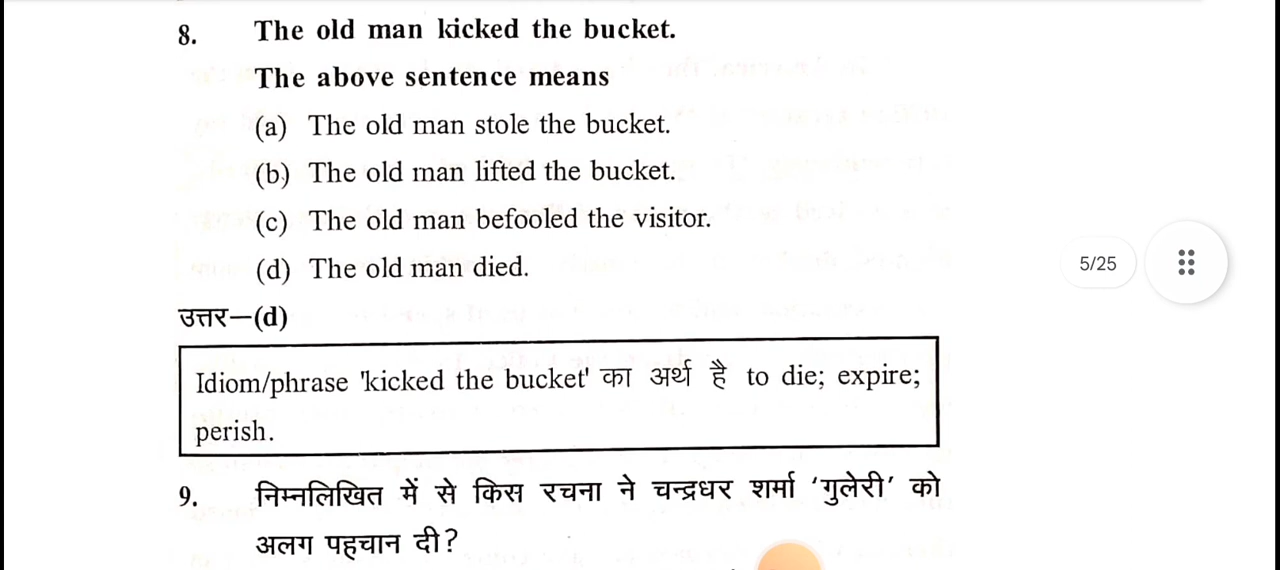 8. The old man kicked the bucket.
The above sentence means
(a) The old man stole the bucket.
(b) The old man lifted the bucket.
(c) The old man befooled the visitor.
(d) The old man died.
उत्तर—(d)
Idiom/phrase 'kicked the bucket' का अर्थ है to die; expire;
perish.
5/25
9. निम्नलिखित में से किस रचना ने चन्द्रधर शर्मा ‘गुलेरी’ को
अलग पहचान दी?